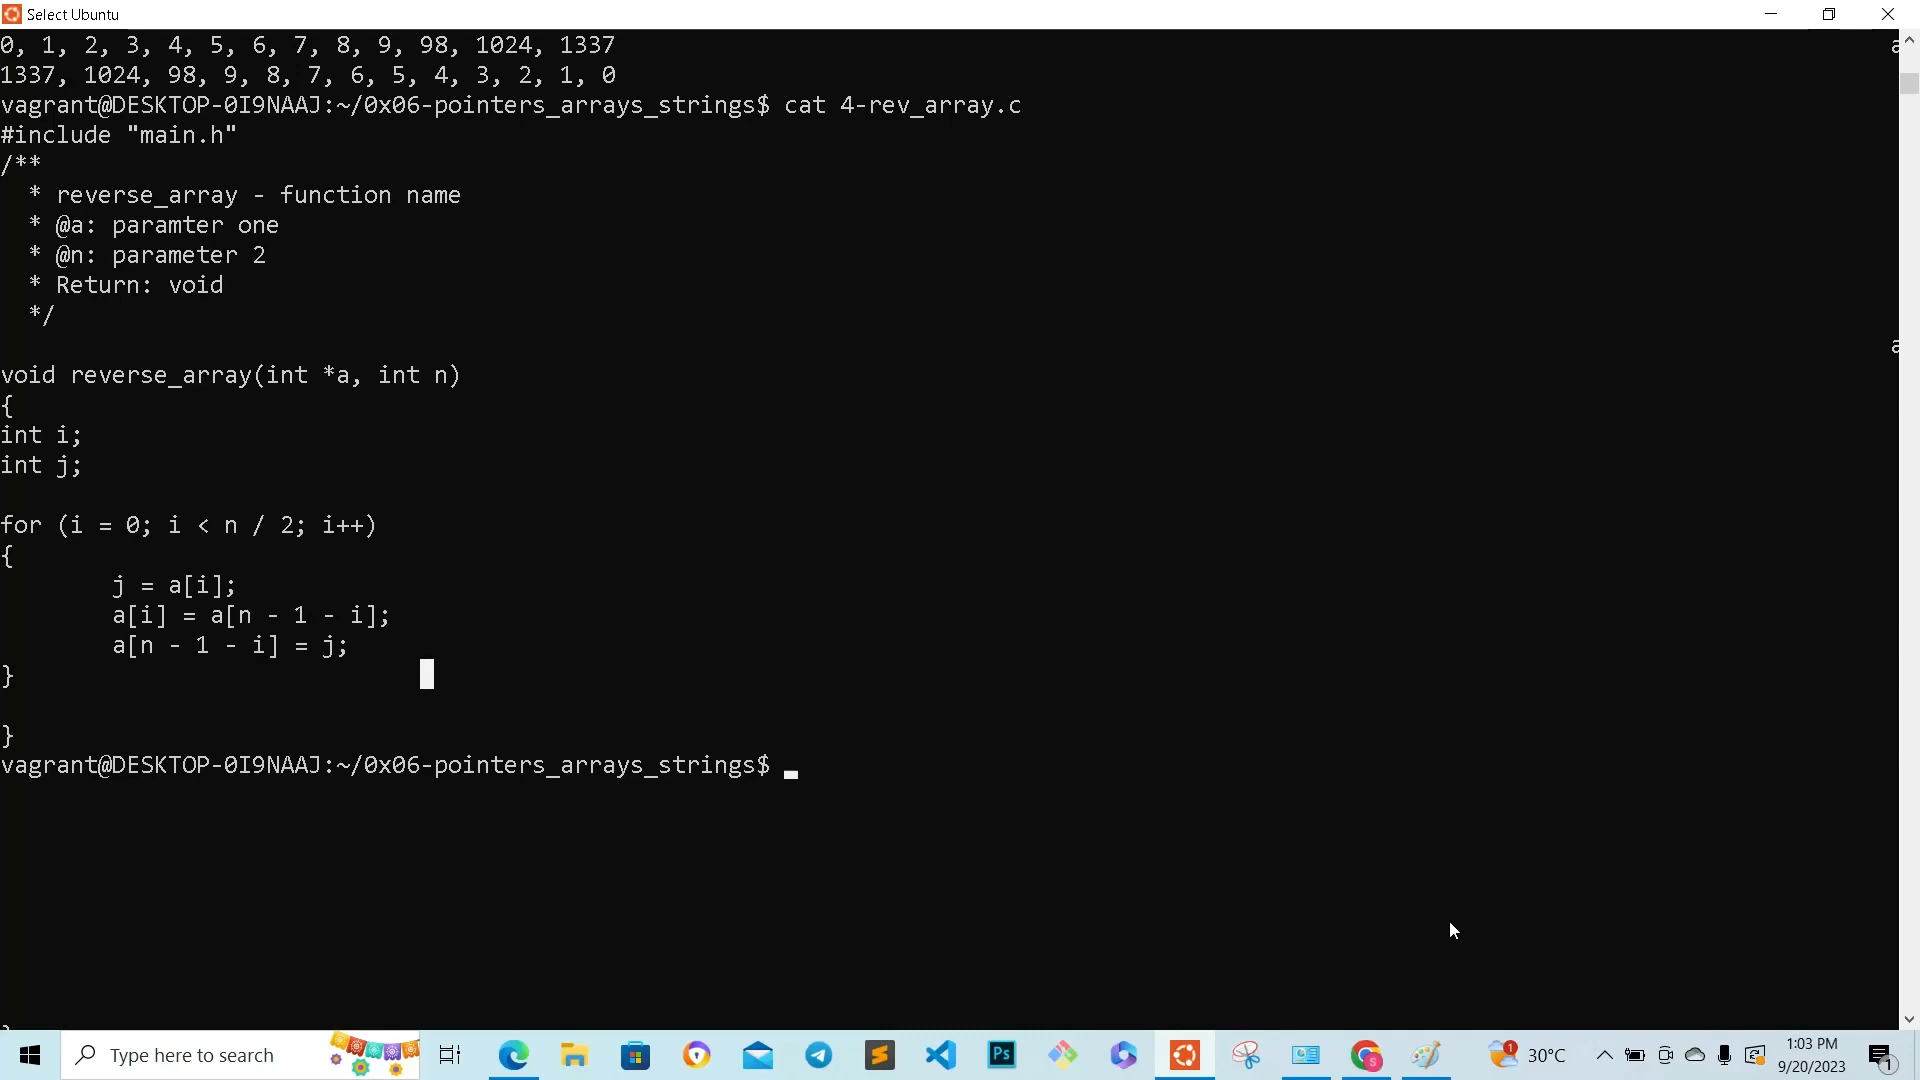 Select Ubuntu
0, 1, 2, 3, 4, 5, 6, 7, 8, 9, 98, 1024, 1337
1337, 1024, 98, 9, 8, 7, 6, 5, 4, 3, 2, 1, 0
vagrant@DESKTOP-0I9NAAJ:~/0x06-pointers_arrays_strings$ cat 4-rev_array.c
#include "main.h"
/**
  * reverse_array - function name
  * @a: paramter one
  * @n: parameter 2
  * Return: void
  */
void reverse_array(int *a, int n)
{
int i;
int j;
for (i = 0; i < n / 2; i++)
{
        j = a[i];
        a[i] = a[n - 1 - i];
        a[n - 1 - i] = j;
}
}
vagrant@DESKTOP-0I9NAAJ:~/0x06-pointers_arrays_strings$
Type here to search
Ps
S
1
30°C
1:03 PM
9/20/2023
1